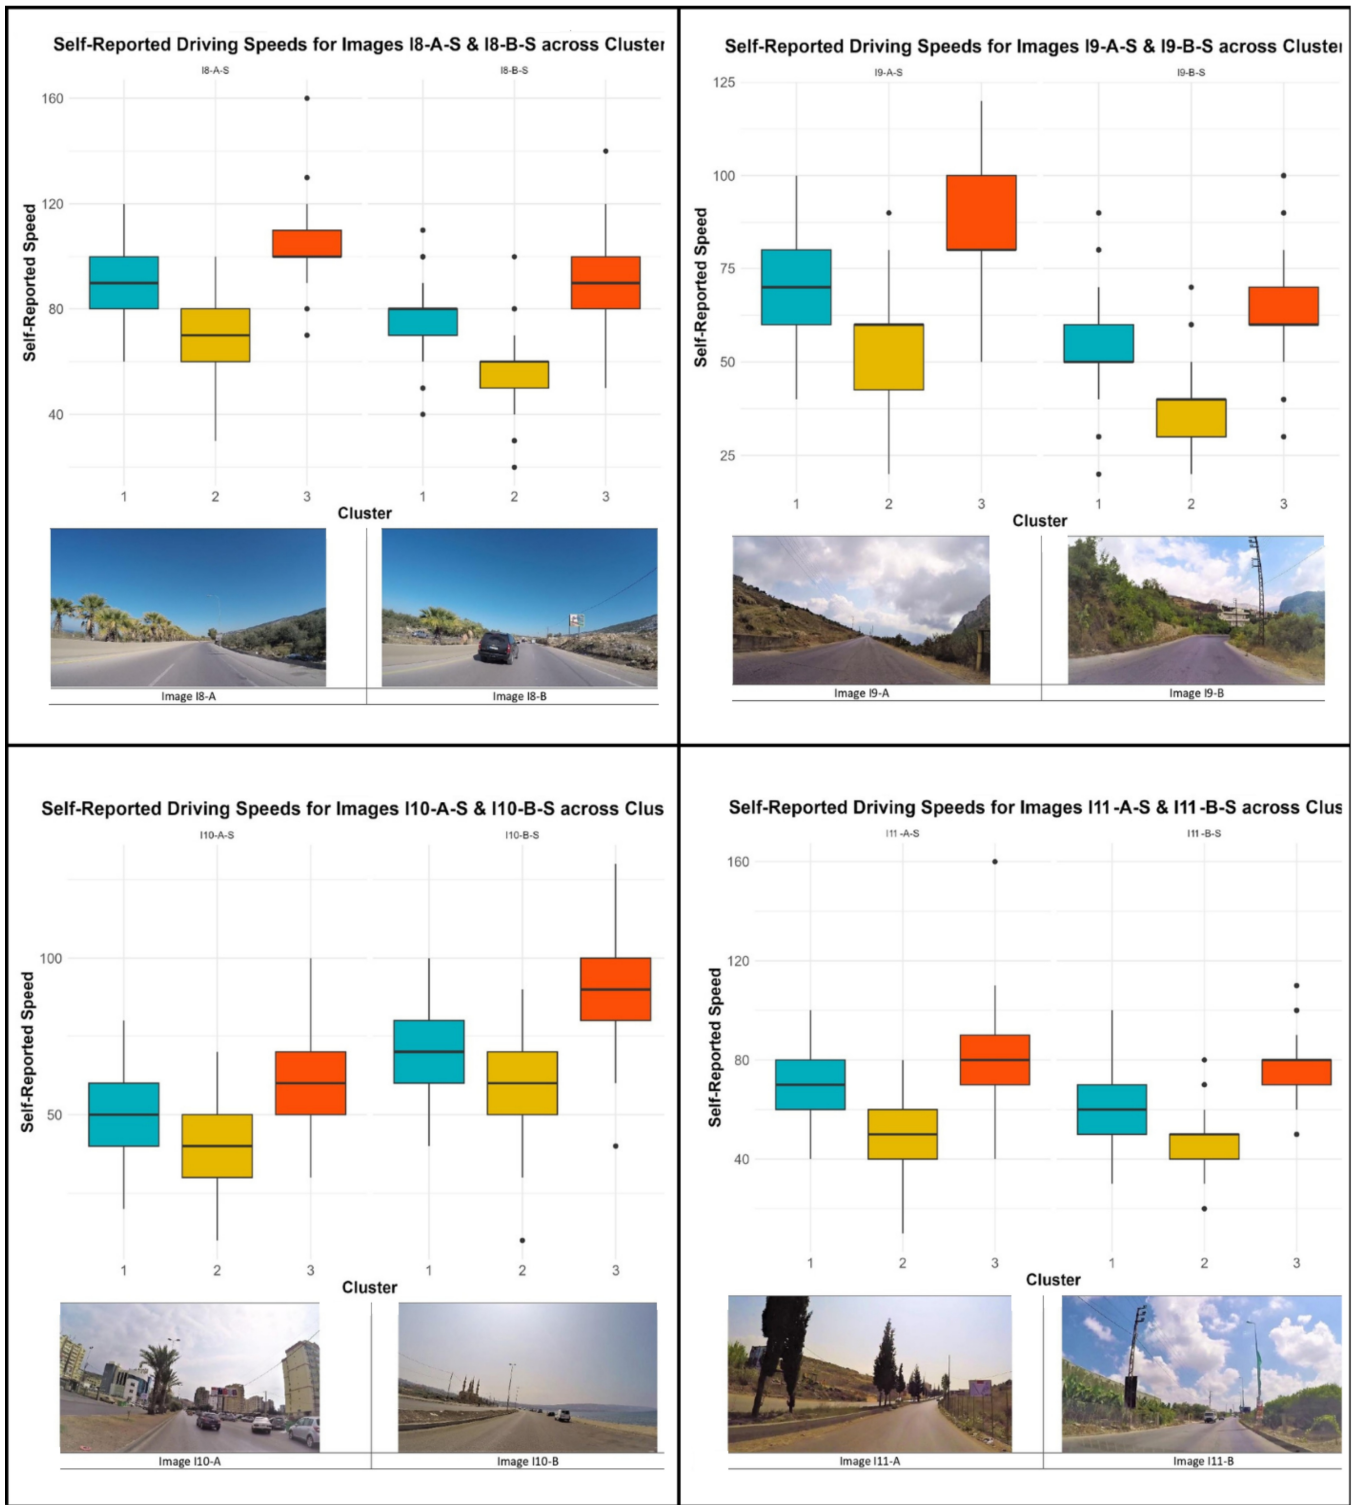 Self-Reported Driving Speeds for Images I8-A-S & I8-B-S across Cluster
I8-A-S
I8-B-S
Self-Reported Speed
160
120
80
40
1
2
3
1
2
3
Cluster
Image I8-A
Image I8-B
Self-Reported Driving Speeds for Images I9-A-S & I9-B-S across Cluster
I9-A-S
I9-B-S
Self-Reported Speed
125
100
75
50
25
1
2
3
1
2
3
Cluster
Image I9-A
Image I9-B
Self-Reported Driving Speeds for Images I10-A-S & I10-B-S across Clus
I10-A-S
I10-B-S
Self-Reported Speed
100
50
1
2
3
1
2
3
Cluster
Image I10-A
Image I10-B
Self-Reported Driving Speeds for Images I11-A-S & I11-B-S across Clus
I11-A-S
I11-B-S
Self-Reported Speed
160
120
80
40
1
2
3
1
2
3
Cluster
Image I11-A
Image I11-B